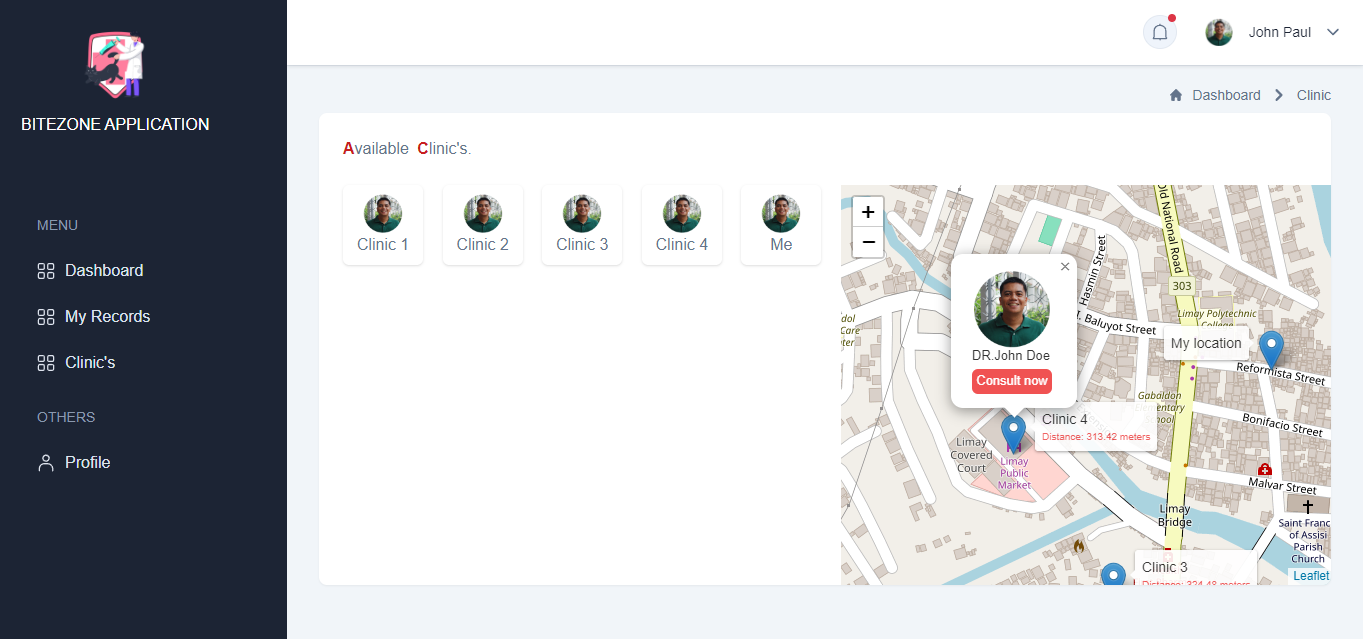 John Paul
BITEZONE APPLICATION
Dashboard
Clinic
Available Clinic's.
Clinic 1
Clinic 2
Clinic 3
Clinic 4
Me
MENU
Dashboard
My Records
Clinic's
OTHERS
Profile
+
−
Old National Road
Hasmin Street
303
Limay Polytechnic
College
T. Baluyot Street
My location
Reformista Street
×
DR.John Doe
Consult now
Gabaldon
Elementary
School
Clinic 4
Distance: 313.42 meters
Bonifacio Street
Limay
Covered
Court
Limay
Public
Market
Malvar Street
Limay
Bridge
Saint Franc
of Assisi
Parish
Church
Clinic 3
Distance: 324.48 meters
Leaflet